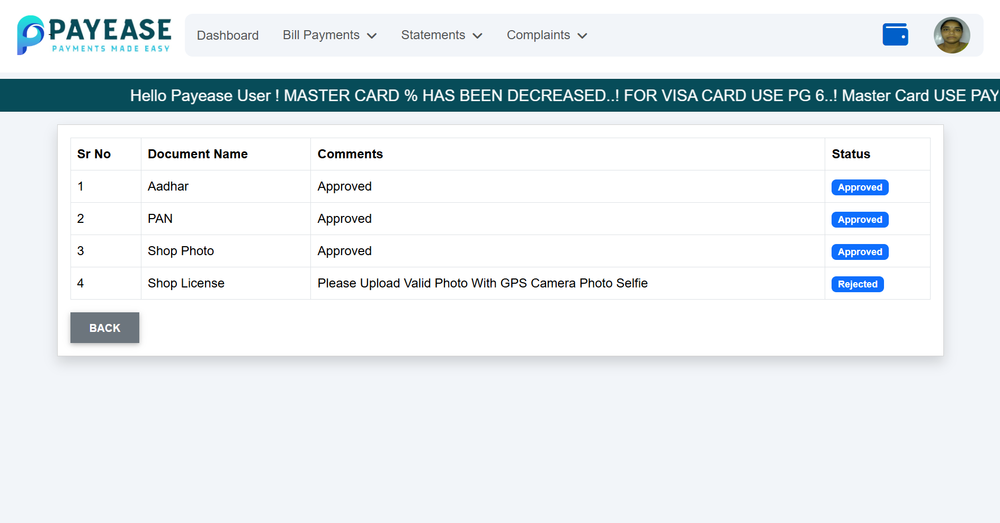 PAYEASE
PAYMENTS MADE EASY
Dashboard
Bill Payments
Statements
Complaints
Hello Payease User ! MASTER CARD % HAS BEEN DECREASED..! FOR VISA CARD USE PG 6..! Master Card USE PAY
Sr No Document Name Comments Status
1 Aadhar Approved Approved
2 PAN Approved Approved
3 Shop Photo Approved Approved
4 Shop License Please Upload Valid Photo With GPS Camera Photo Selfie Rejected
BACK